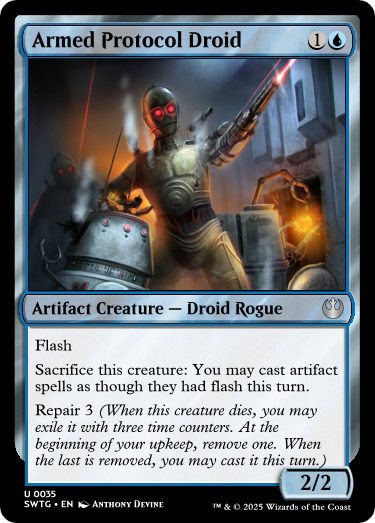 Armed Protocol Droid 1
Artifact Creature — Droid Rogue
Flash
Sacrifice this creature: You may cast artifact
spells as though they had flash this turn.
Repair 3 (When this creature dies, you may
exile it with three time counters. At the
beginning of your upkeep, remove one. When
the last is removed, you may cast it this turn.)
2/2
U 0035
SWTG • EN Anthony Devine
™ & © 2025 Wizards of the Coast